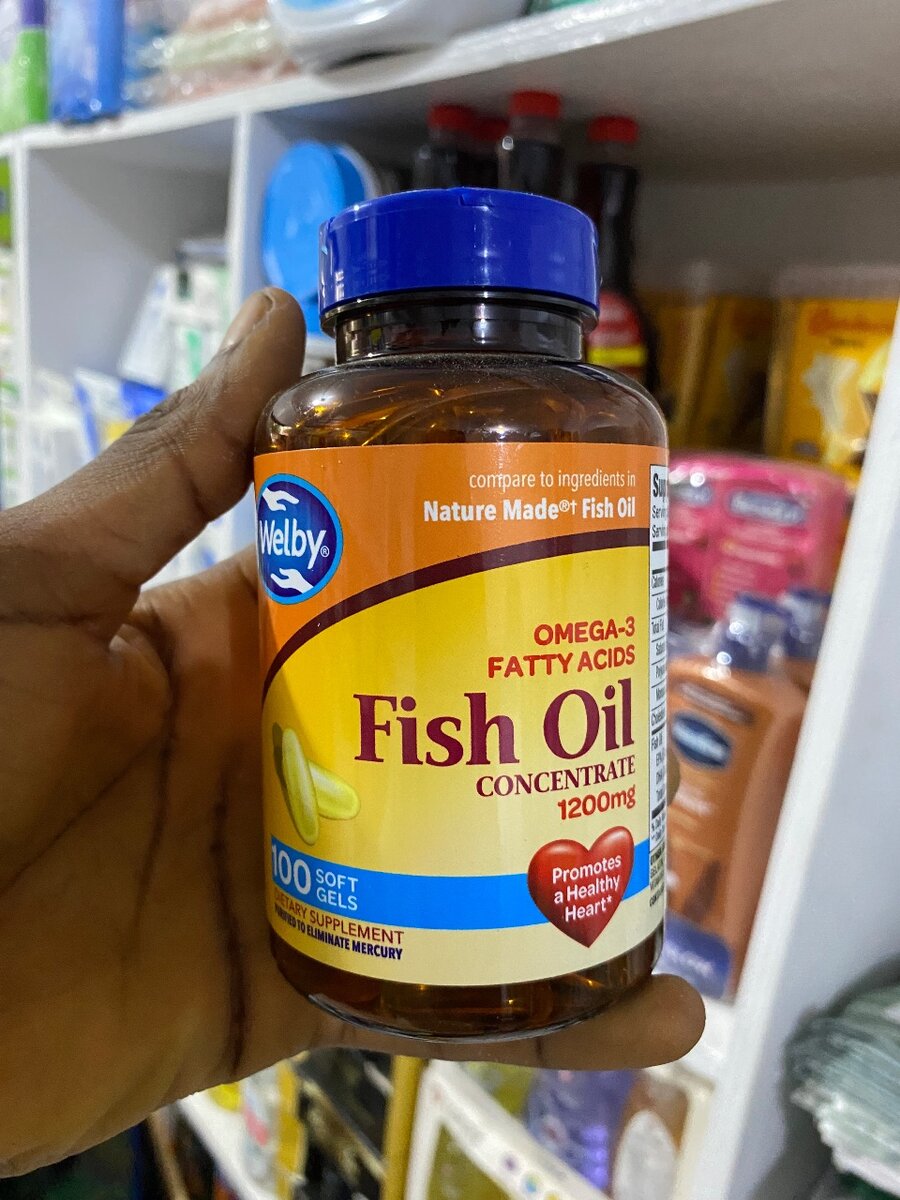 compare to ingredients in
Nature Made®† Fish Oil
Welby®
OMEGA-3
FATTY ACIDS
Fish Oil
CONCENTRATE
1200mg
100 SOFT
GELS
Promotes
a Healthy
Heart*
DIETARY SUPPLEMENT
PURIFIED TO ELIMINATE MERCURY